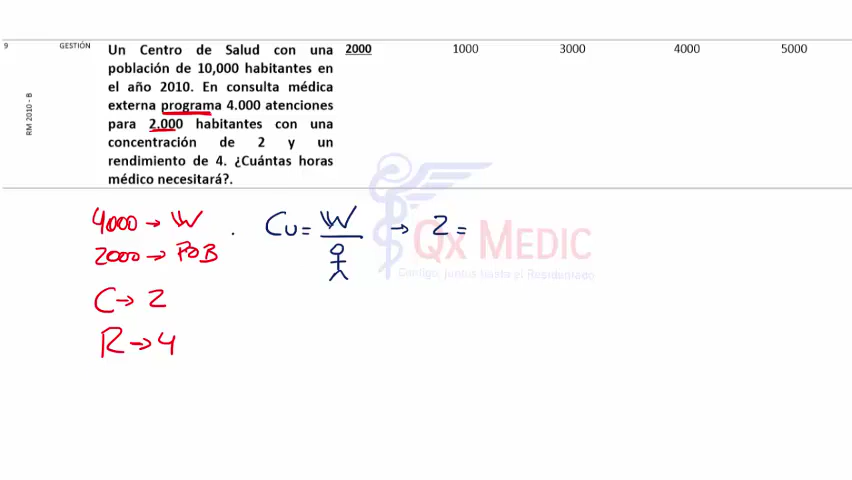 9 GESTIÓN
Un Centro de Salud con una
población de 10,000 habitantes en
el año 2010. En consulta médica
externa programa 4.000 atenciones
para 2.000 habitantes con una
concentración de 2 y un
rendimiento de 4. ¿Cuántas horas
médico necesitará?.
2000 1000 3000 4000 5000
RM 2010 - B
4000 → W
2000 → POB
C → 2
R → 4
. Cu = W → 2 =
Qx MEDIC
Contigo, juntos hasta el Residentado